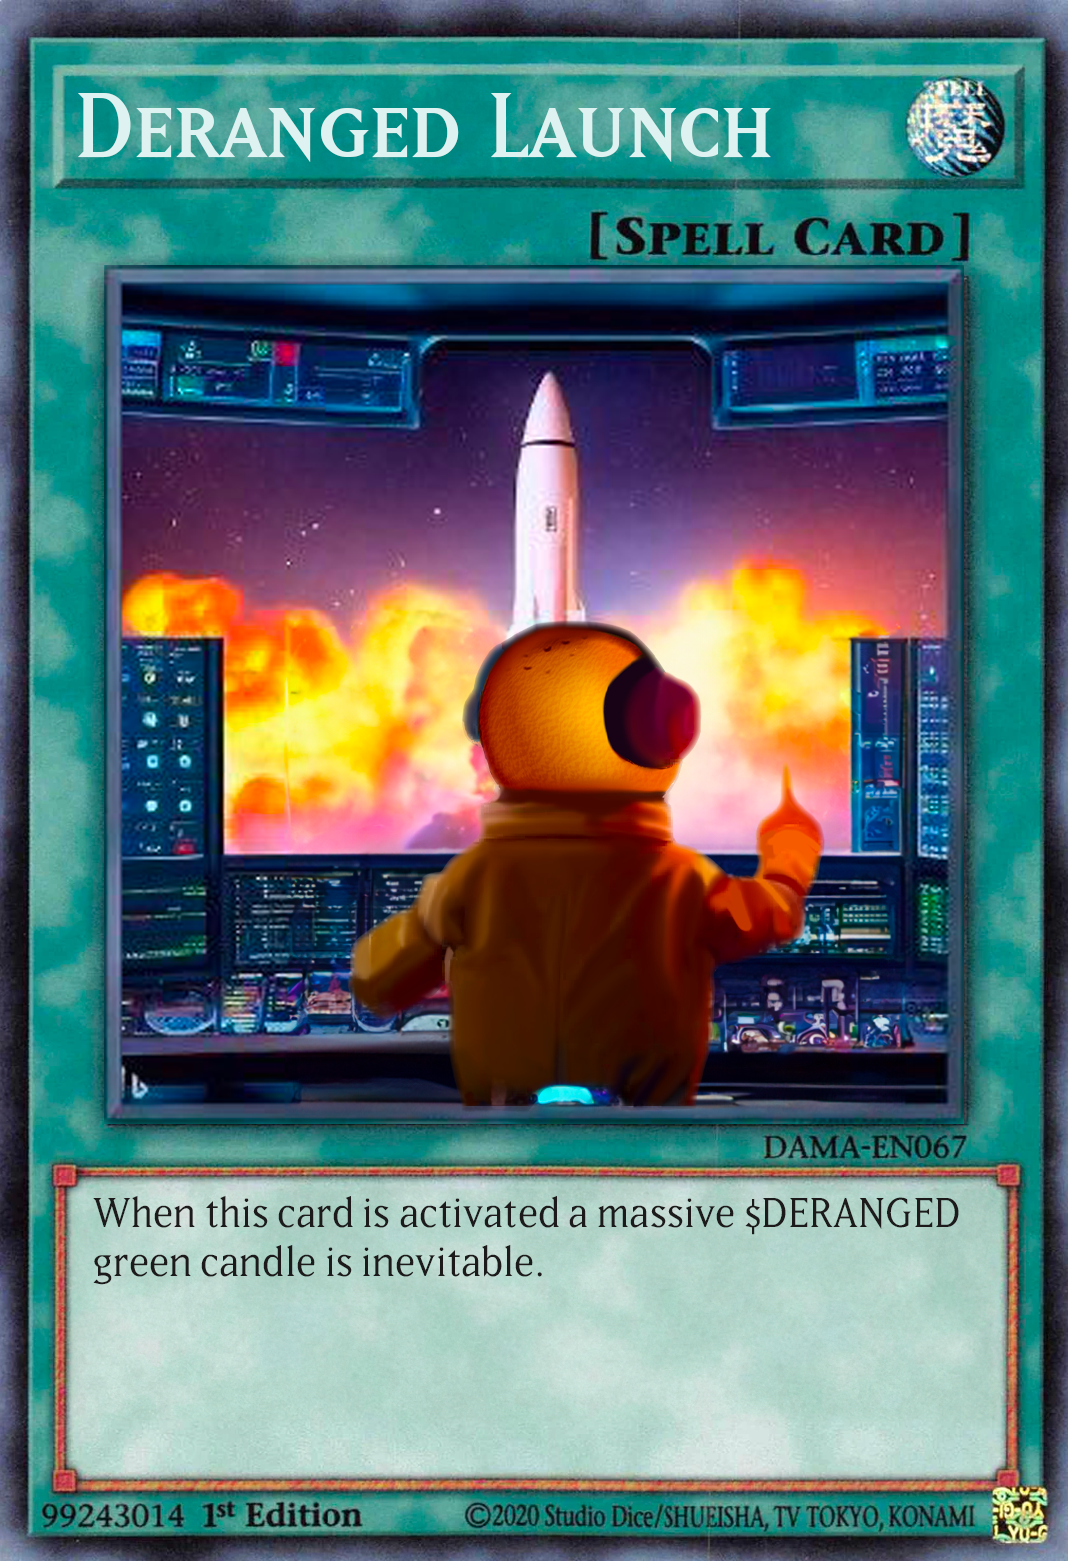 DERANGED LAUNCH
[SPELL CARD]
DAMA-EN067
When this card is activated a massive $DERANGED
green candle is inevitable.
99243014 1st Edition ©2020 Studio Dice/SHUEISHA, TV TOKYO, KONAMI